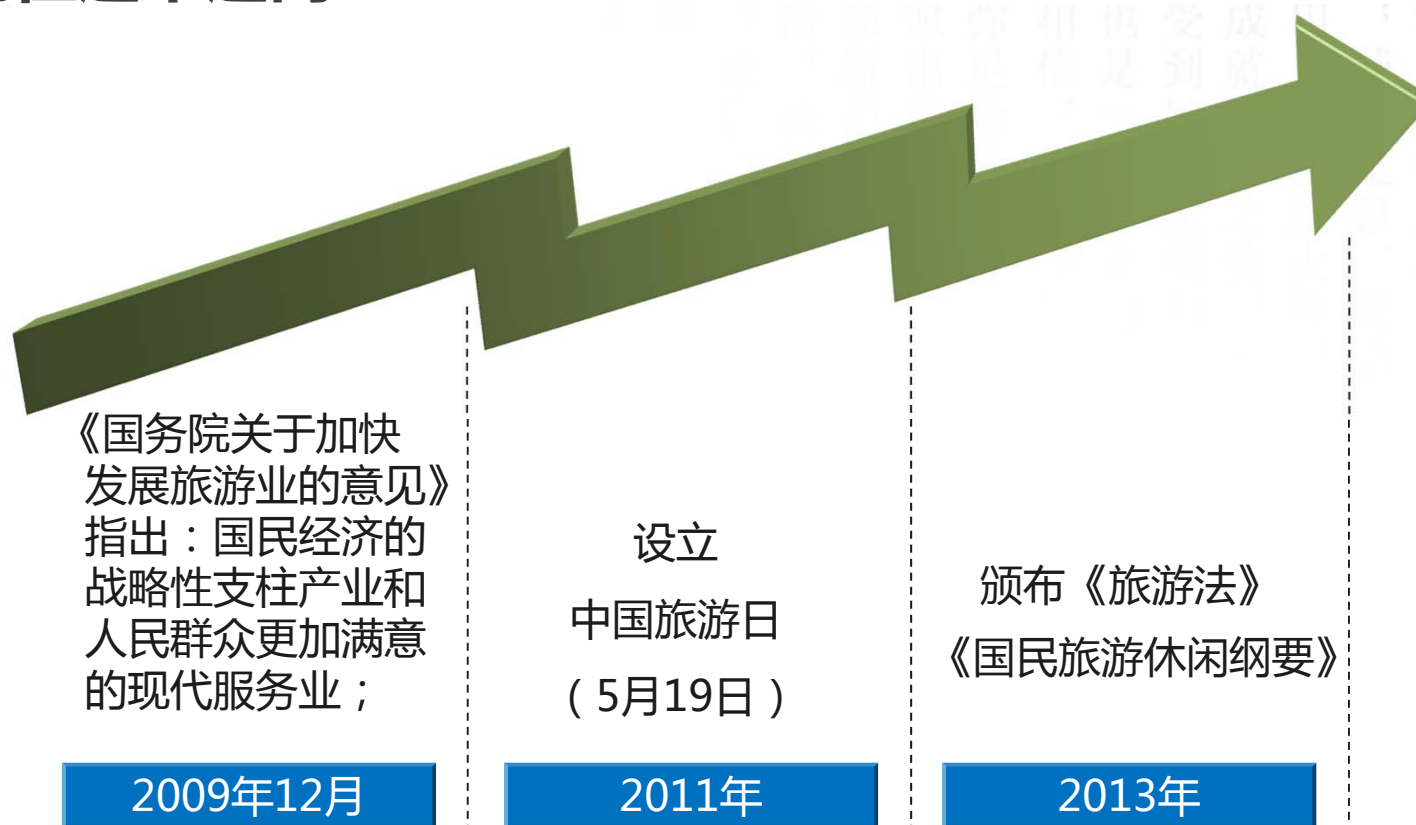 《国务院关于加快
发展旅游业的意见》
指出：国民经济的
战略性支柱产业和
人民群众更加满意
的现代服务业；
2009年12月
设立
中国旅游日
（5月19日）
2011年
颁布《旅游法》
《国民旅游休闲纲要》
2013年